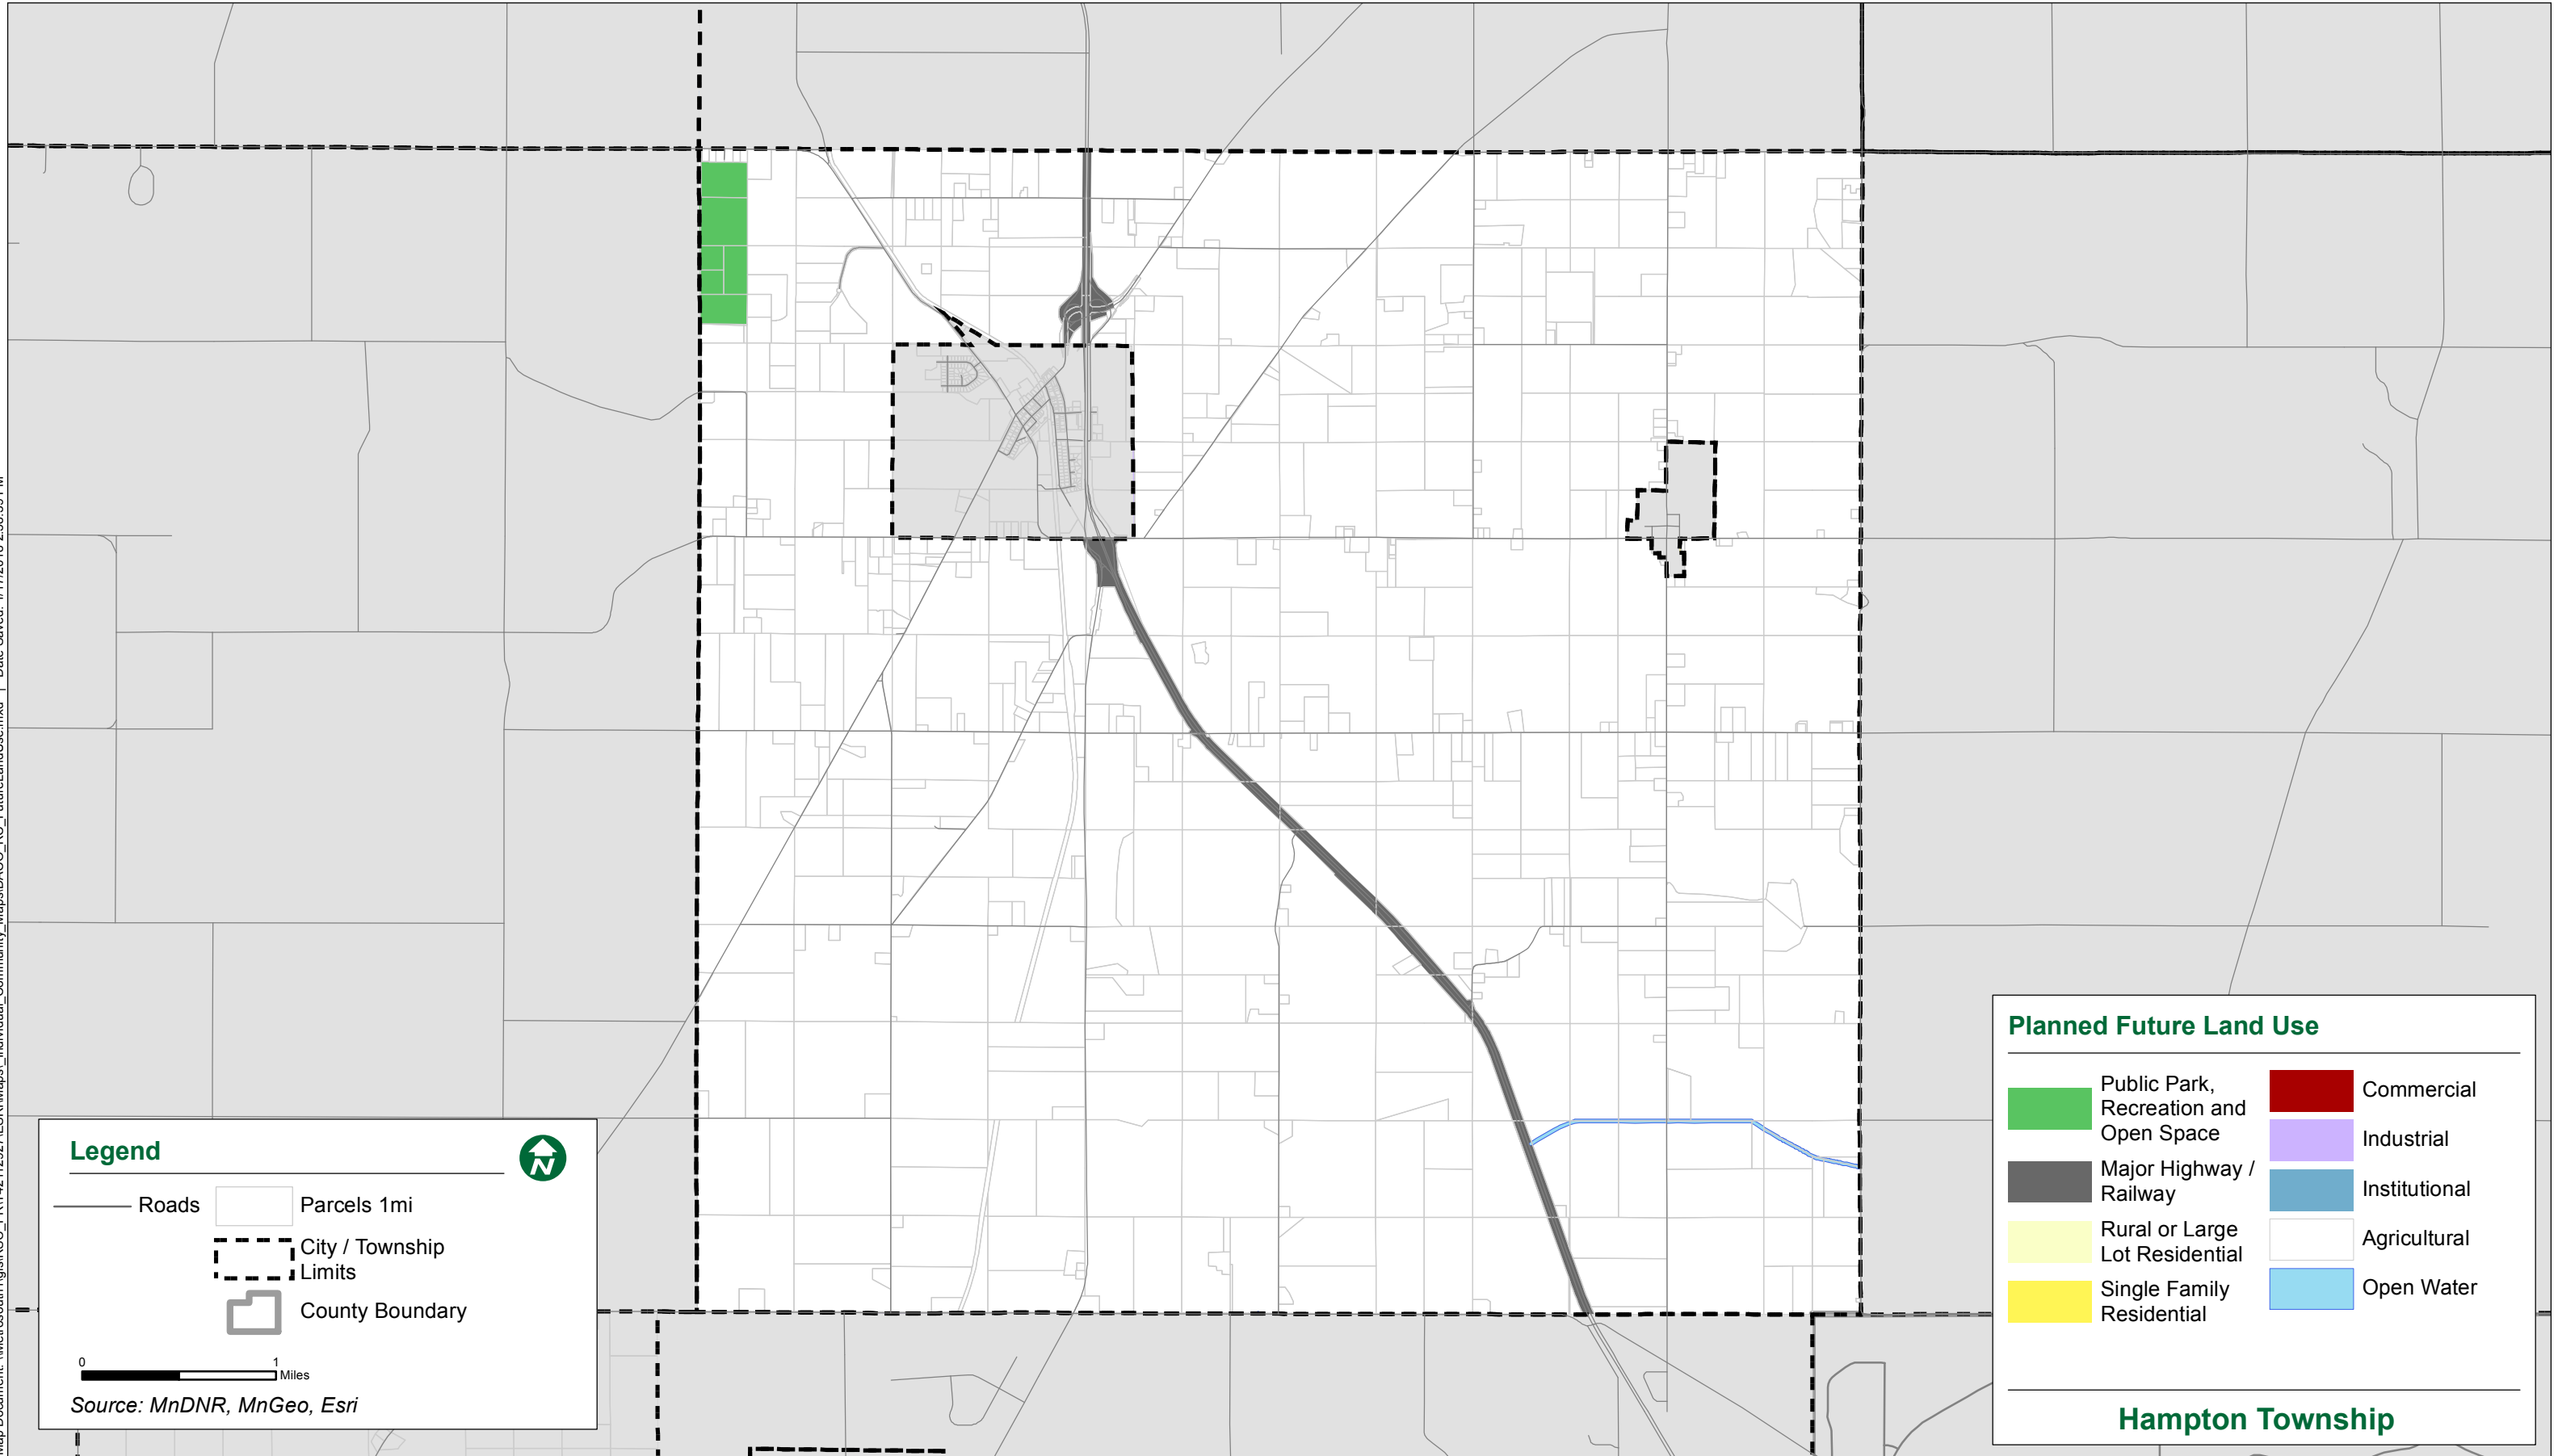 Legend
N
Roads
Parcels 1mi
City / Township
Limits
County Boundary
0 1
Miles
Source: MnDNR, MnGeo, Esri
Planned Future Land Use
Public Park,
Recreation and
Open Space
Major Highway /
Railway
Rural or Large
Lot Residential
Single Family
Residential
Commercial
Industrial
Institutional
Agricultural
Open Water
Hampton Township